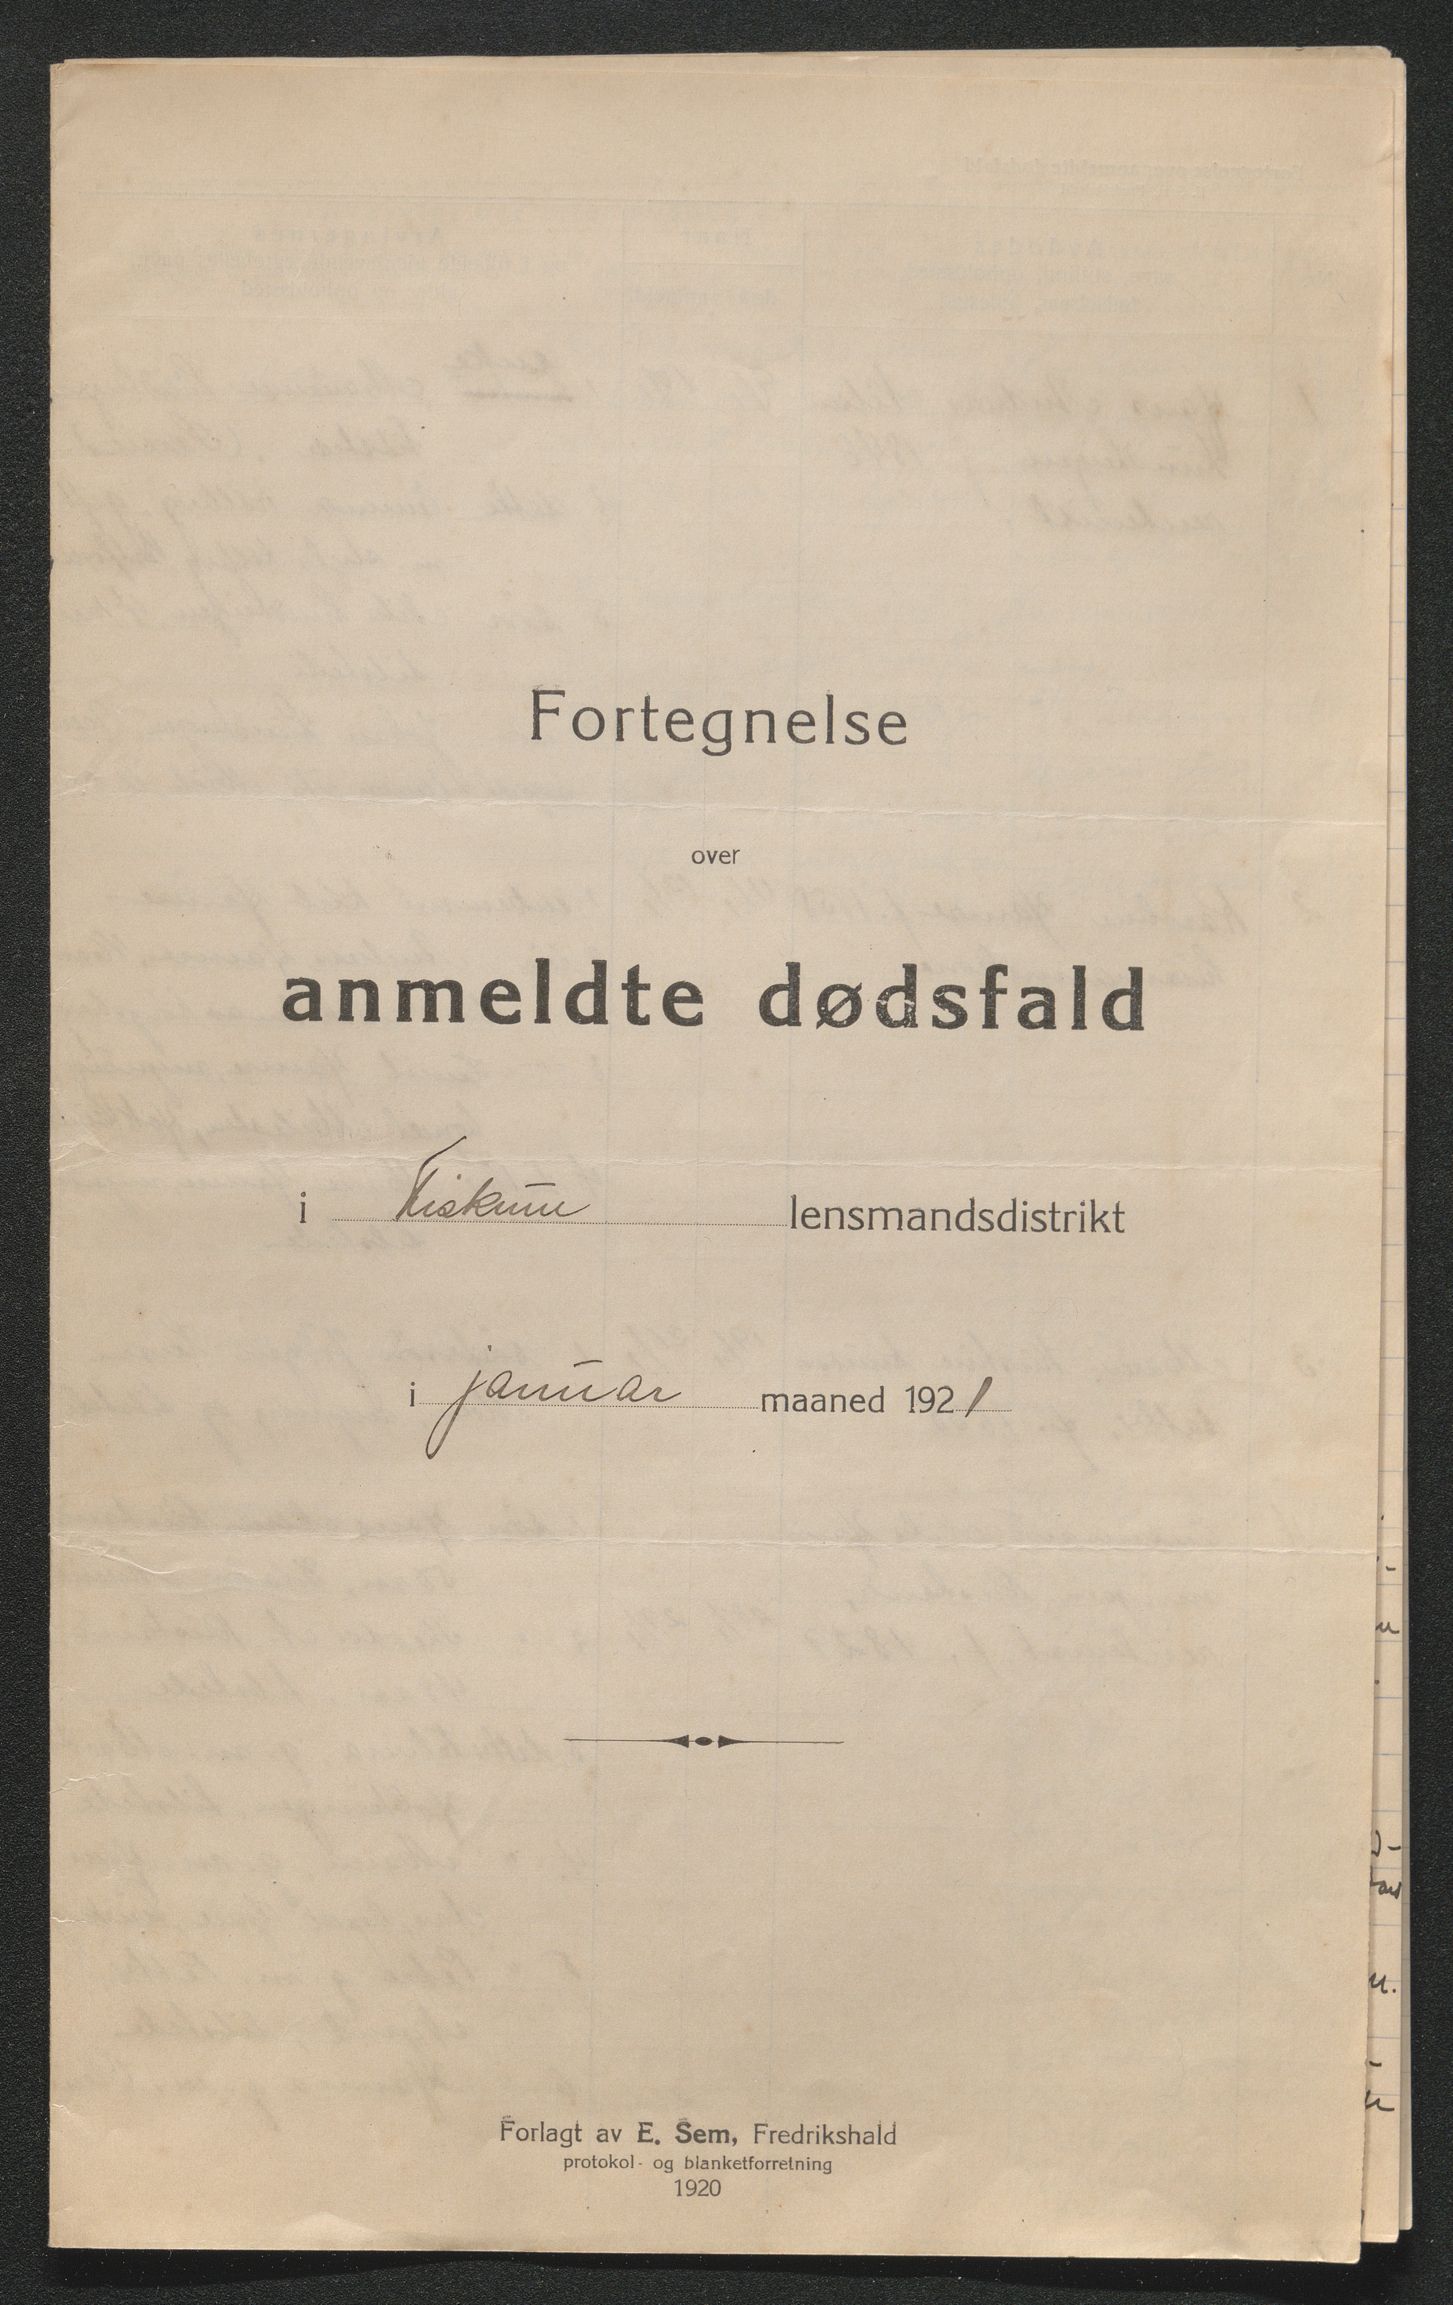 Fortegnelse
over
anmeldte dødsfald
i Fiskum lensmandsdistrikt
i januar maaned 1921
Forlagt av E. Sem, Fredrikshald
protokol- og blanketforretning
1920